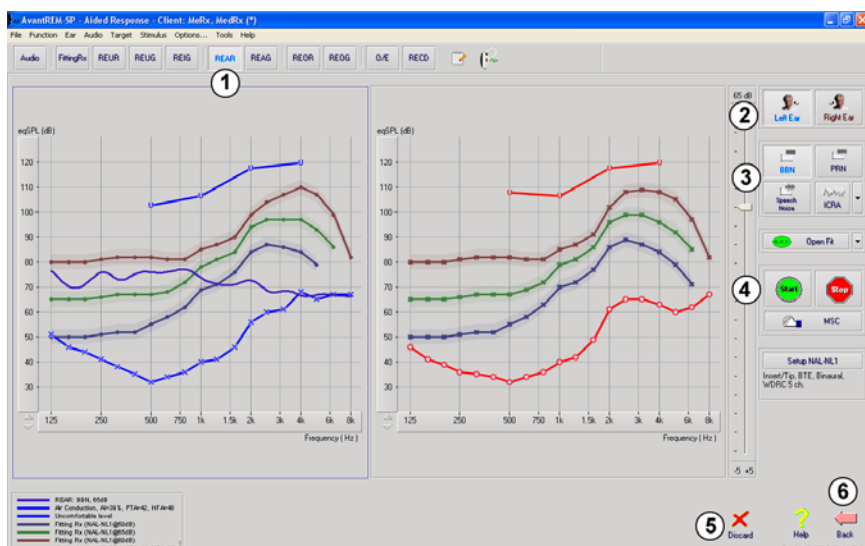 AvantREM-SP - Aided Response - Client: MeRx, MedRx (*)
File Function Ear Audio Target Stimulus Options... Tools Help
Audio FittingRx REUR REUG REIG REAR REAG REOR REOG O/E RECD
1
eqSPL (dB)
120
110
100
90
80
70
60
50
40
30
125 250 500 750 1k 1.5k 2k 3k 4k 6k 8k
Frequency ( Hz )
eqSPL (dB)
120
110
100
90
80
70
60
50
40
30
125 250 500 750 1k 1.5k 2k 3k 4k 6k 8k
Frequency ( Hz )
65 dB
-5 +5
2
Left Ear Right Ear
3
BBN PRN
Speech Noise ICRA
Open Fit
4
Start Stop
MSC
Setup NAL-NL1
Insert/Tip, BTE, Binaural,
WDRC 5 ch.
REAR: BBN, 65dB
Air Conduction, AI=39%, PTA=42, HFA=48
Uncomfortable level
Fitting Rx (NAL-NL1@50dB)
Fitting Rx (NAL-NL1@65dB)
Fitting Rx (NAL-NL1@80dB)
5
Discard
Help
6
Back